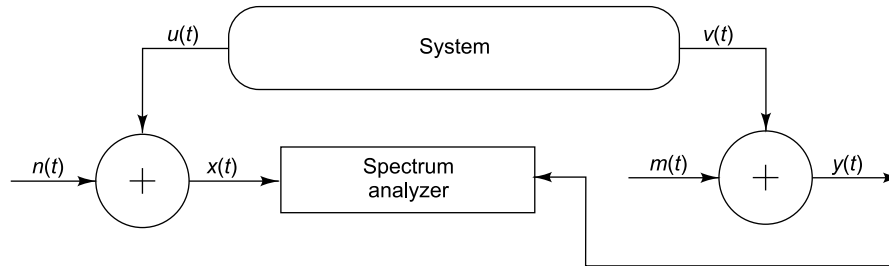 u(t)
System
v(t)
n(t)
+
x(t)
Spectrum
analyzer
m(t)
+
y(t)